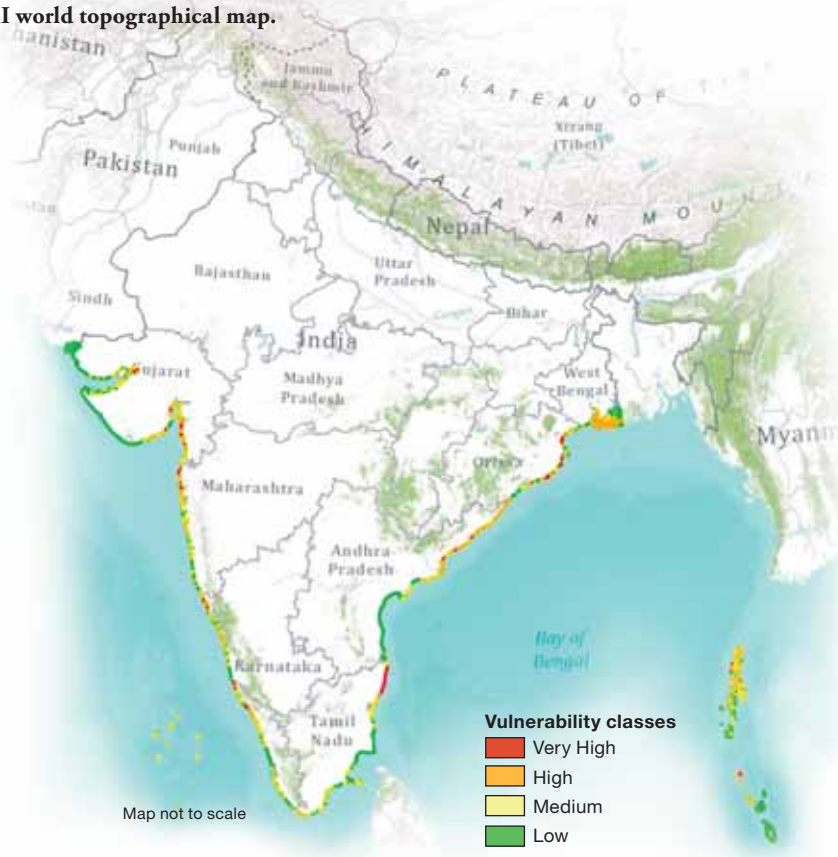 I world topographical map.
hanistan
Jammu
and Kashmir
PLATEAU OF T
Xizang
(Tibet)
Punjab
Pakistan
HIMALAYAN MOUN
Nepal
Rajasthan
Uttar
Pradesh
Sindh
Bihar
India
Gujarat
Madhya
Pradesh
West
Bengal
Myanm
Orissa
Maharashtra
Andhra
Pradesh
Bay of
Bengal
Karnataka
Tamil
Nadu
Vulnerability classes
Very High
High
Medium
Low
Map not to scale